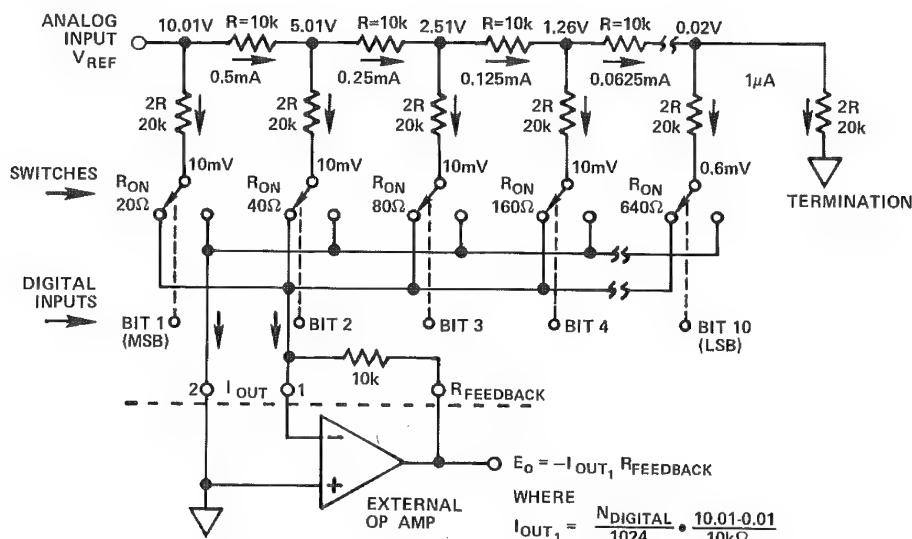 ANALOG INPUT VREF
10.01V R=10k 5.01V R=10k 2.51V R=10k 1.26V R=10k 0.02V
0.5mA 0.25mA 0.125mA 0.0625mA 1μA
2R 20k 2R 20k 2R 20k 2R 20k 2R 20k 2R 20k
10mV 10mV 10mV 10mV 0.6mV
TERMINATION
SWITCHES
RON 20Ω RON 40Ω RON 80Ω RON 160Ω RON 640Ω
DIGITAL INPUTS
BIT 1 (MSB) BIT 2 BIT 3 BIT 4 BIT 10 (LSB)
10k
2 IOUT 1 RFEEDBACK
−
+
EXTERNAL OP AMP
Eo = −IOUT1 RFEEDBACK
WHERE
IOUT1 = NDIGITAL/1024 • 10.01-0.01/10kΩ